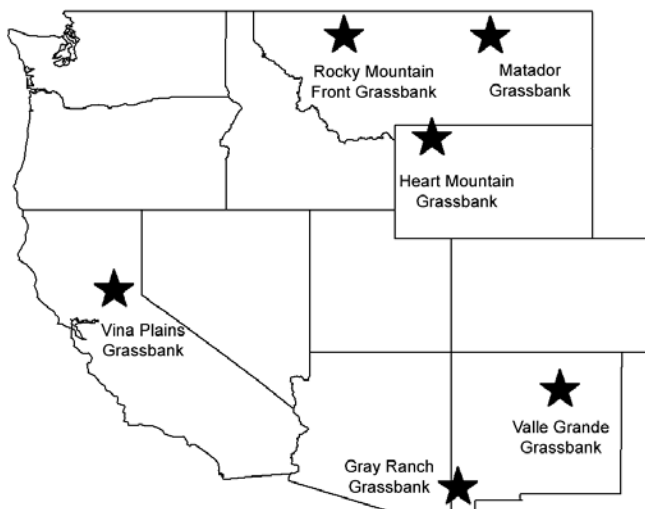 Rocky Mountain
Front Grassbank
Matador
Grassbank
Heart Mountain
Grassbank
Vina Plains
Grassbank
Valle Grande
Grassbank
Gray Ranch
Grassbank